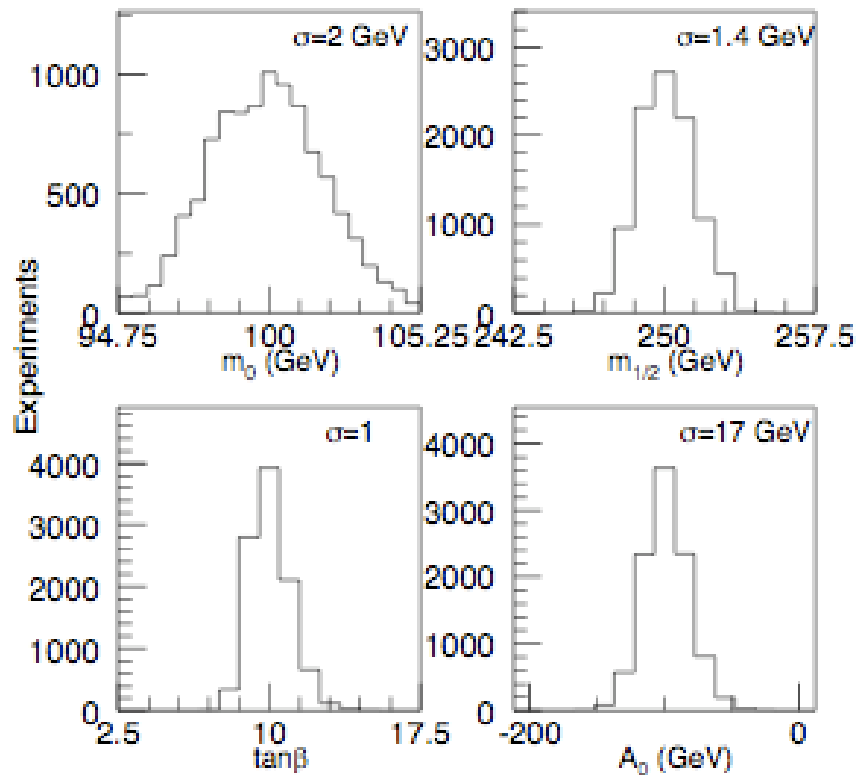 σ=2 GeV
1000
500
0
94.75 100 105.25
m0 (GeV)
σ=1.4 GeV
3000
2000
1000
0
242.5 250 257.5
m1/2 (GeV)
Experiments
σ=1
4000
3000
2000
1000
0
2.5 10 17.5
tanβ
σ=17 GeV
4000
3000
2000
1000
0
-200 0
A0 (GeV)